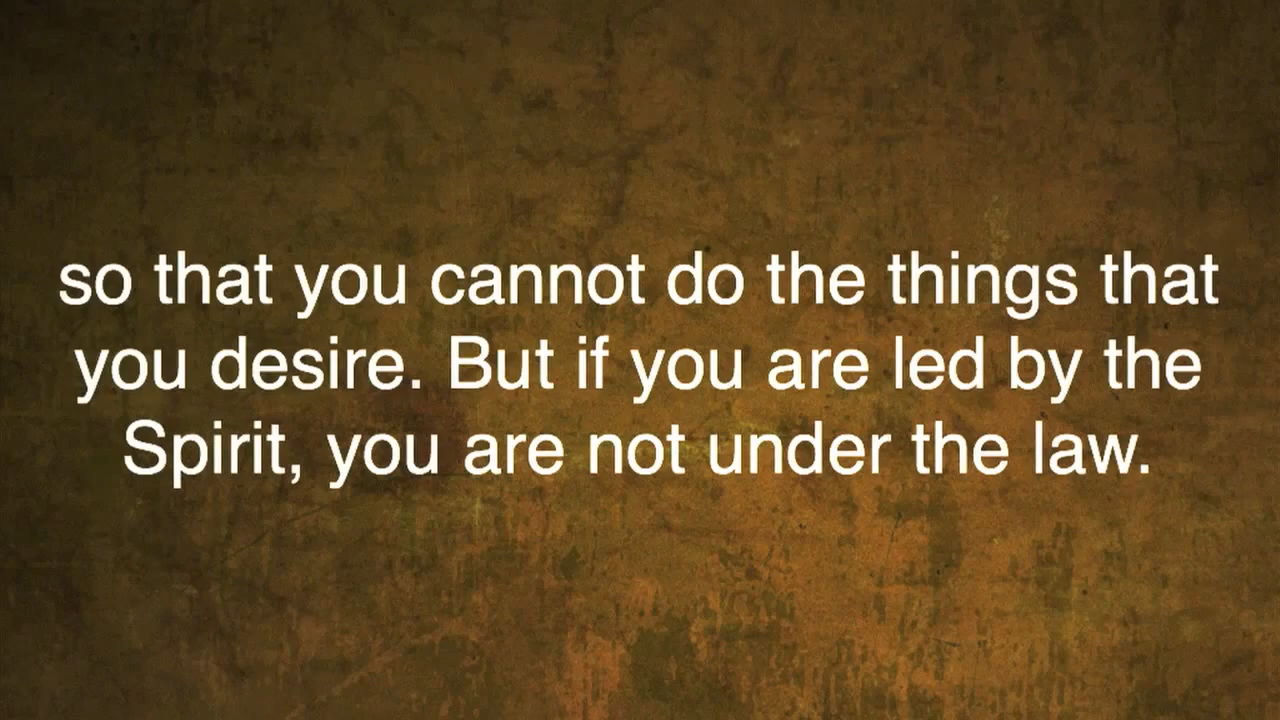 so that you cannot do the things that
you desire. But if you are led by the
Spirit, you are not under the law.